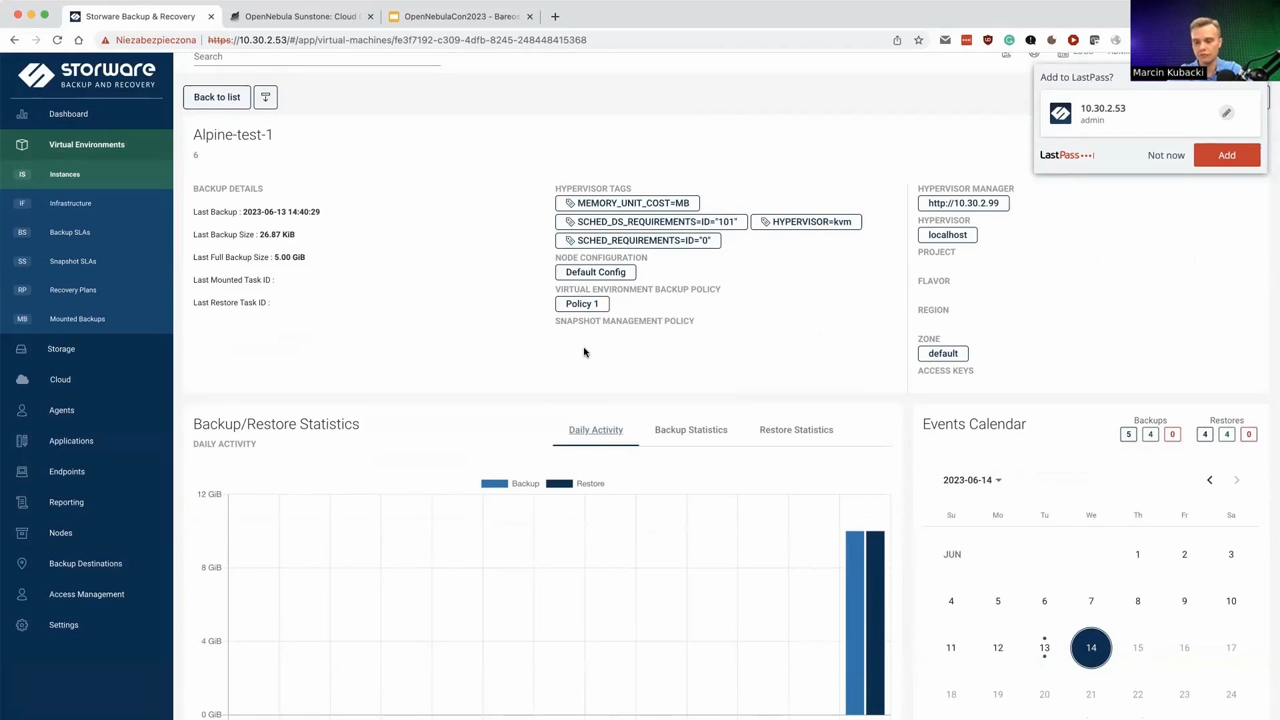 Storware Backup & Recovery
OpenNebula Sunstone: Cloud
OpenNebulaCon2023 - Bareos
Niezabezpieczona
https://10.30.2.53/#/app/virtual-machines/fe3f7192-c309-4dfb-8245-248448415368
Marcin Kubacki
STORWARE
BACKUP AND RECOVERY
Dashboard
Virtual Environments
IS Instances
IF Infrastructure
BS Backup SLAs
SS Snapshot SLAs
RP Recovery Plans
MB Mounted Backups
Storage
Cloud
Agents
Applications
Endpoints
Reporting
Nodes
Backup Destinations
Access Management
Settings
Search
Back to list
Alpine-test-1
6
BACKUP DETAILS
Last Backup : 2023-06-13 14:40:29
Last Backup Size : 26.87 KiB
Last Full Backup Size : 5.00 GiB
Last Mounted Task ID :
Last Restore Task ID :
HYPERVISOR TAGS
MEMORY_UNIT_COST=MB
SCHED_DS_REQUIREMENTS=ID="101" HYPERVISOR=kvm
SCHED_REQUIREMENTS=ID="0"
NODE CONFIGURATION
Default Config
VIRTUAL ENVIRONMENT BACKUP POLICY
Policy 1
SNAPSHOT MANAGEMENT POLICY
Add to LastPass?
10.30.2.53
admin
LastPass
Not now
Add
HYPERVISOR MANAGER
http://10.30.2.99
HYPERVISOR
localhost
PROJECT
FLAVOR
REGION
ZONE
default
ACCESS KEYS
Backup/Restore Statistics
DAILY ACTIVITY
Daily Activity Backup Statistics Restore Statistics
Backup Restore
12 GiB
8 GiB
4 GiB
0 GiB
Events Calendar
Backups Restores
5 4 0 4 4 0
2023-06-14
Su Mo Tu We Th Fr Sa
JUN 1 2 3
4 5 6 7 8 9 10
11 12 13 14 15 16 17
18 19 20 21 22 23 24